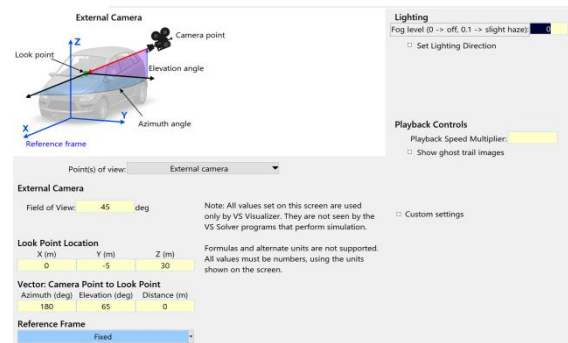 External Camera
Z
Camera point
Look point
Elevation angle
Y
X
Azimuth angle
Reference frame
Point(s) of view: External camera
External Camera
Field of View: 45 deg
Look Point Location
X (m) Y (m) Z (m)
0 -5 30
Vector: Camera Point to Look Point
Azimuth (deg) Elevation (deg) Distance (m)
180 65 0
Reference Frame
Fixed
Note: All values set on this screen are used
only by VS Visualizer. They are not seen by the
VS Solver programs that perform simulation.
Formulas and alternate units are not supported.
All values must be numbers, using the units
shown on the screen.
Lighting
Fog level (0 -> off, 0.1 -> slight haze): 0
Set Lighting Direction
Playback Controls
Playback Speed Multiplier:
Show ghost trail images
Custom settings